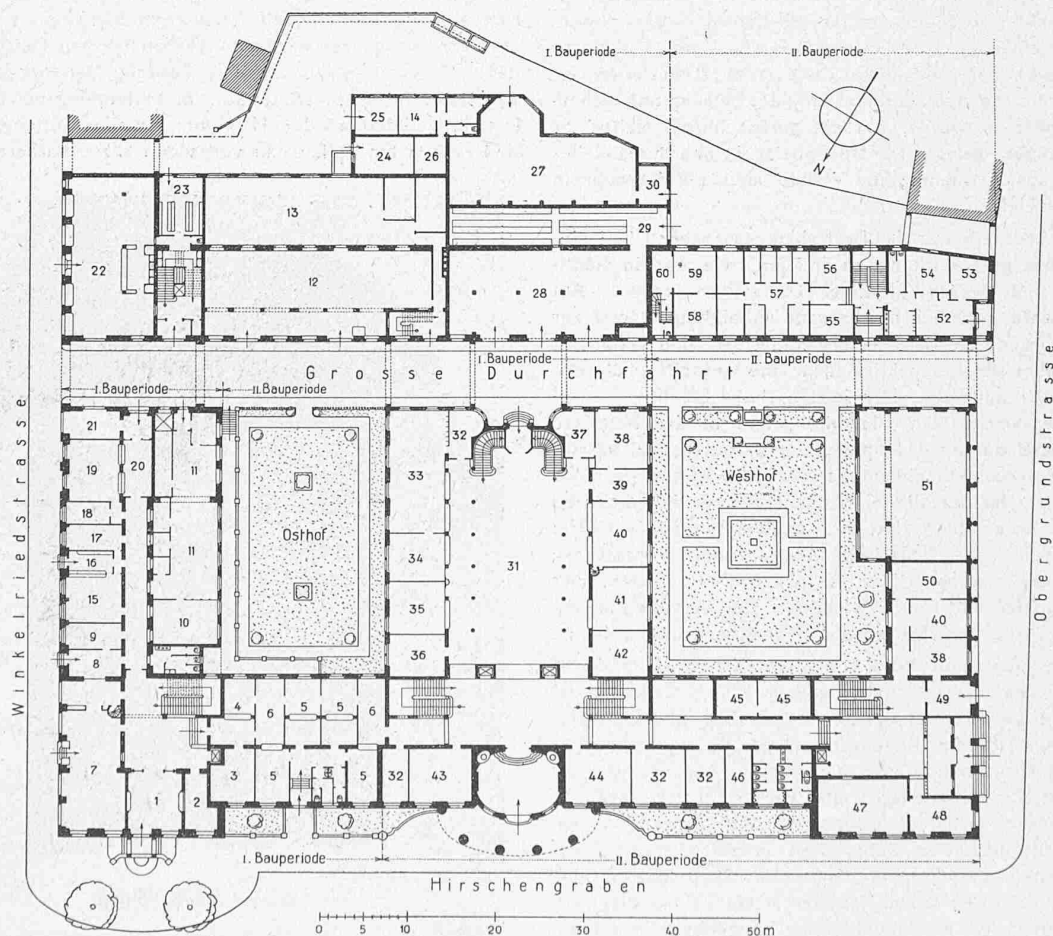 I. Bauperiode II. Bauperiode
N
25 14
24 26
27
30
23
13
29
22
12
28
60 59 56 54 53
57
58 55 52
I. Bauperiode II. Bauperiode
Grosse Durchfahrt
I. Bauperiode II. Bauperiode
Winkelriedstrasse
Obergrundstrasse
21
20 11
19
18
17
16
15
9
8
11
10
Osthof
32 37 38
33
39
34
31
40
35
41
36
42
Westhof
51
50
40
38
4 6 5 5 6
45 45
49
7
3 5 5 32 43
44 32 32 46
1 2
47 48
I. Bauperiode II. Bauperiode
Hirschengraben
0 5 10 20 30 40 50 m